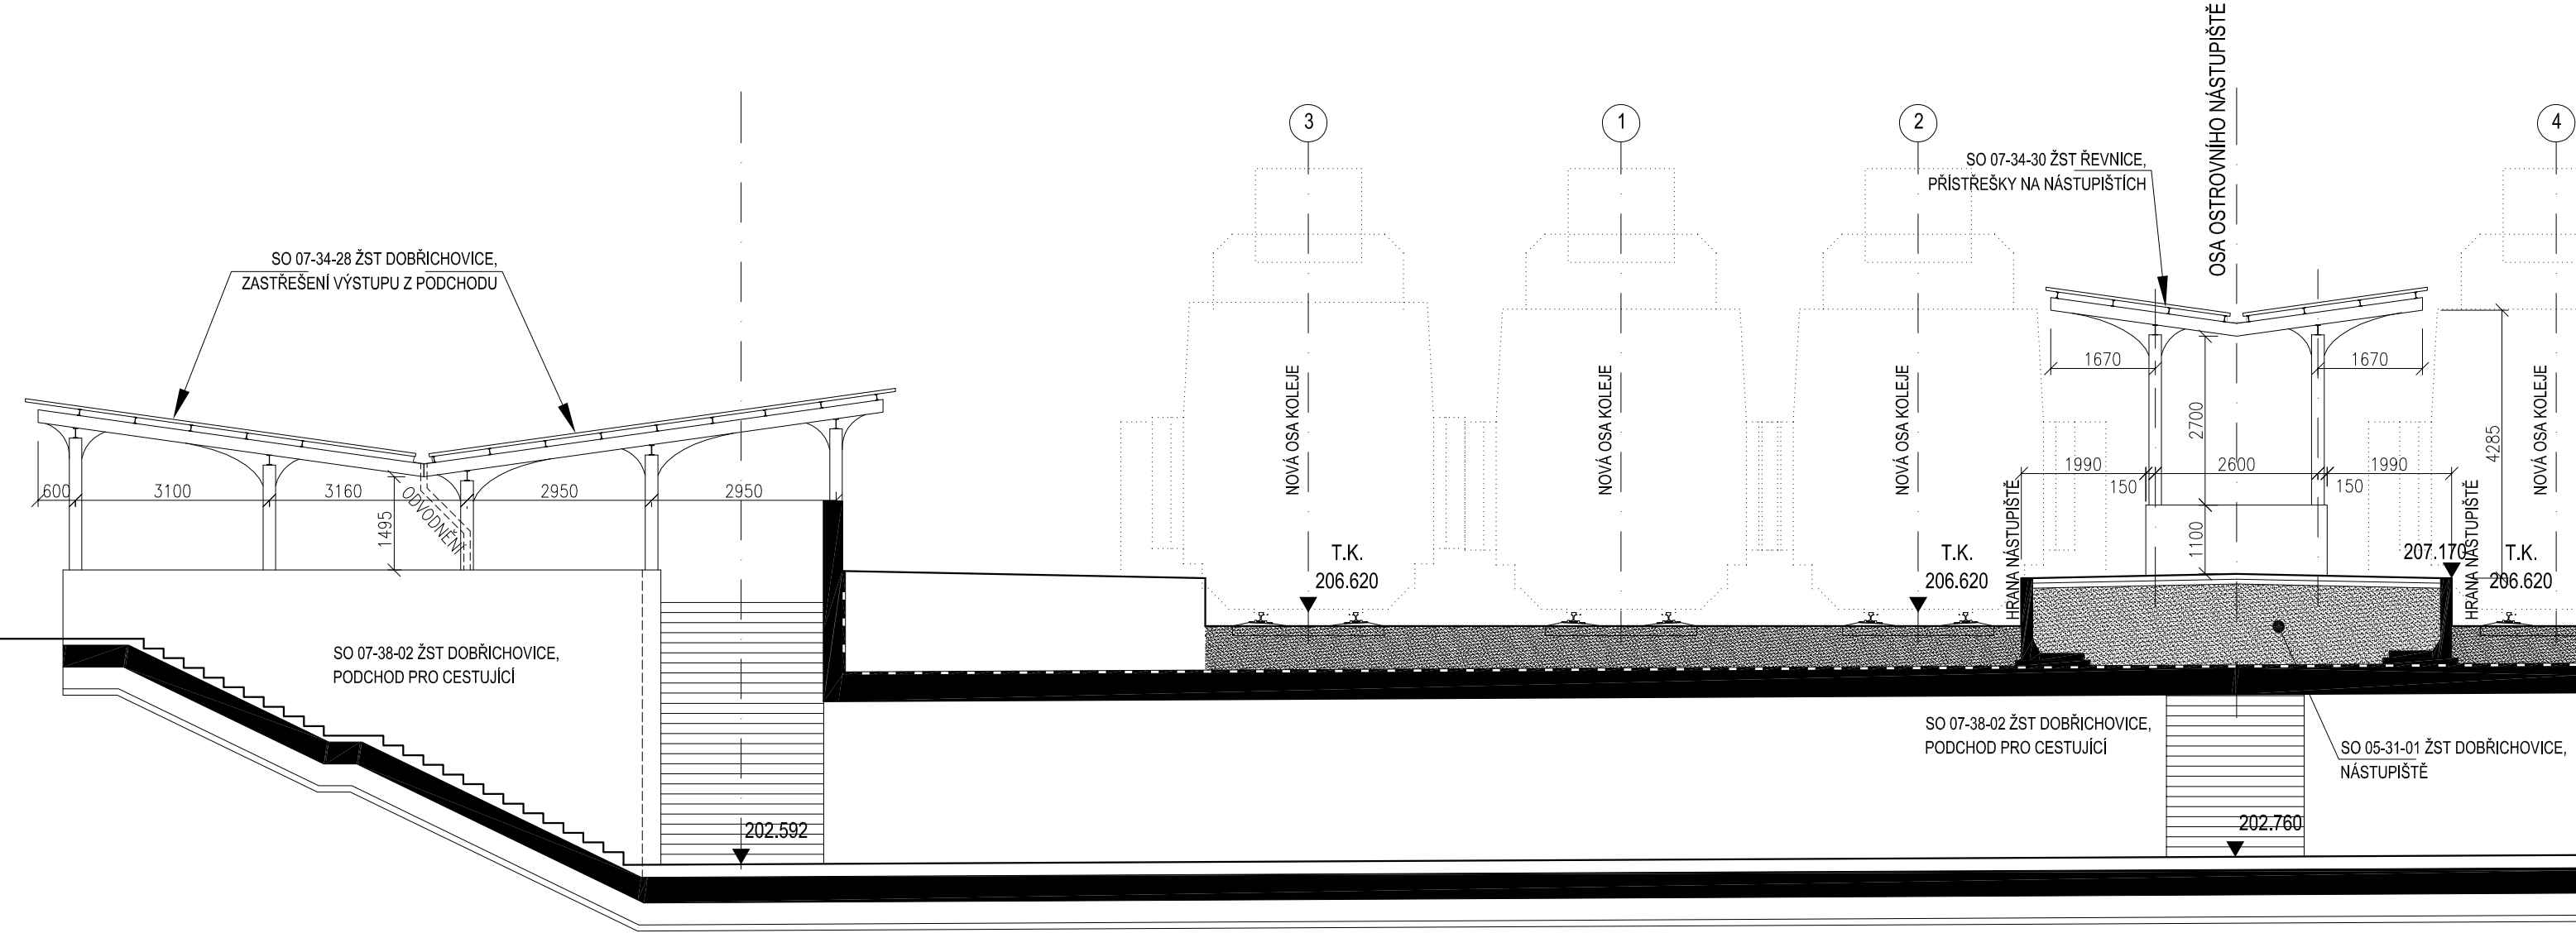 OSA OSTROVNÍHO NÁSTUPIŠTĚ
3
1
2
4
SO 07-34-30 ŽST ŘEVNICE,
PŘÍSTŘEŠKY NA NÁSTUPIŠTÍCH
SO 07-34-28 ŽST DOBŘICHOVICE,
ZASTŘEŠENÍ VÝSTUPU Z PODCHODU
NOVÁ OSA KOLEJE
NOVÁ OSA KOLEJE
NOVÁ OSA KOLEJE
NOVÁ OSA KOLEJE
1670
1670
2700
4285
1990
2600
1990
150
150
1100
600
3100
3160
2950
2950
1495
ODVODNĚNÍ
HRANA NÁSTUPIŠTĚ
HRANA NÁSTUPIŠTĚ
T.K.
206.620
T.K.
206.620
207.170
T.K.
206.620
SO 07-38-02 ŽST DOBŘICHOVICE,
PODCHOD PRO CESTUJÍCÍ
SO 07-38-02 ŽST DOBŘICHOVICE,
PODCHOD PRO CESTUJÍCÍ
SO 05-31-01 ŽST DOBŘICHOVICE,
NÁSTUPIŠTĚ
202.592
202.760